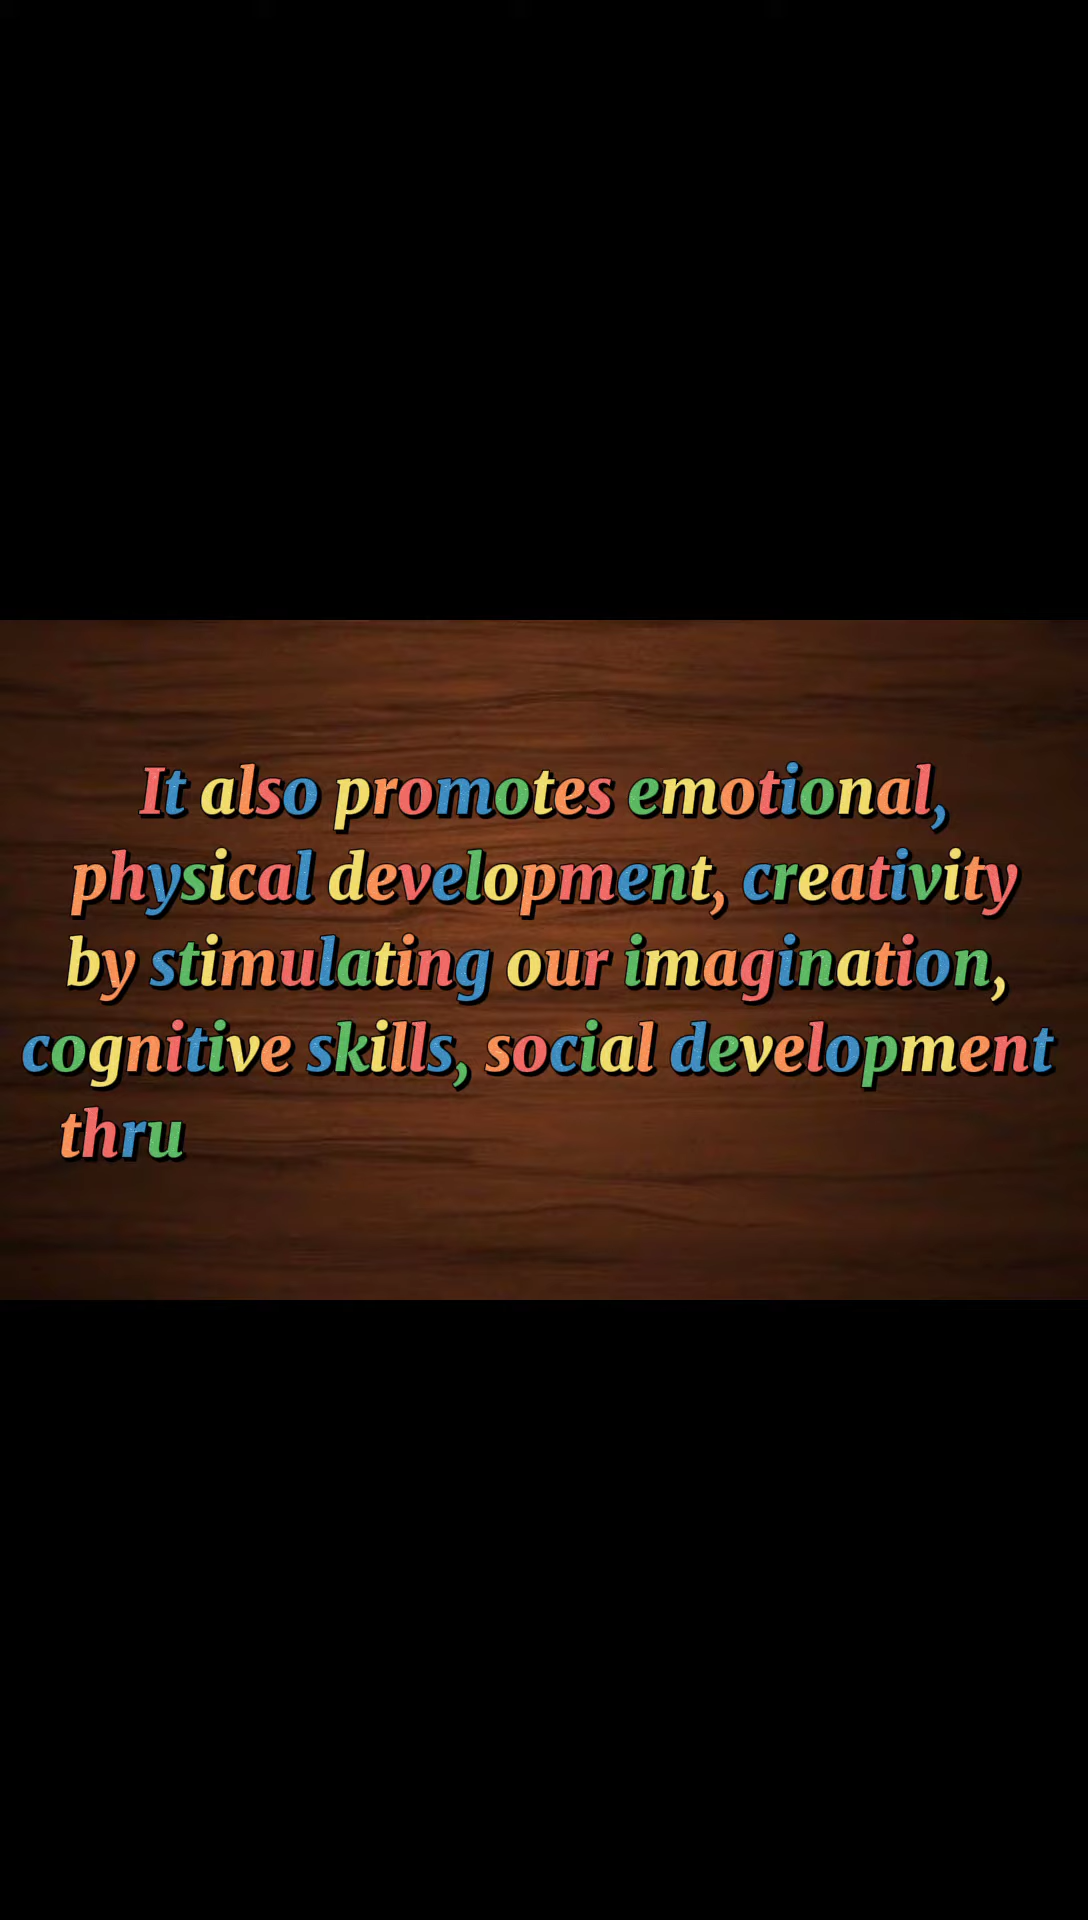 It also promotes emotional,
physical development, creativity
by stimulating our imagination,
cognitive skills, social development
thru